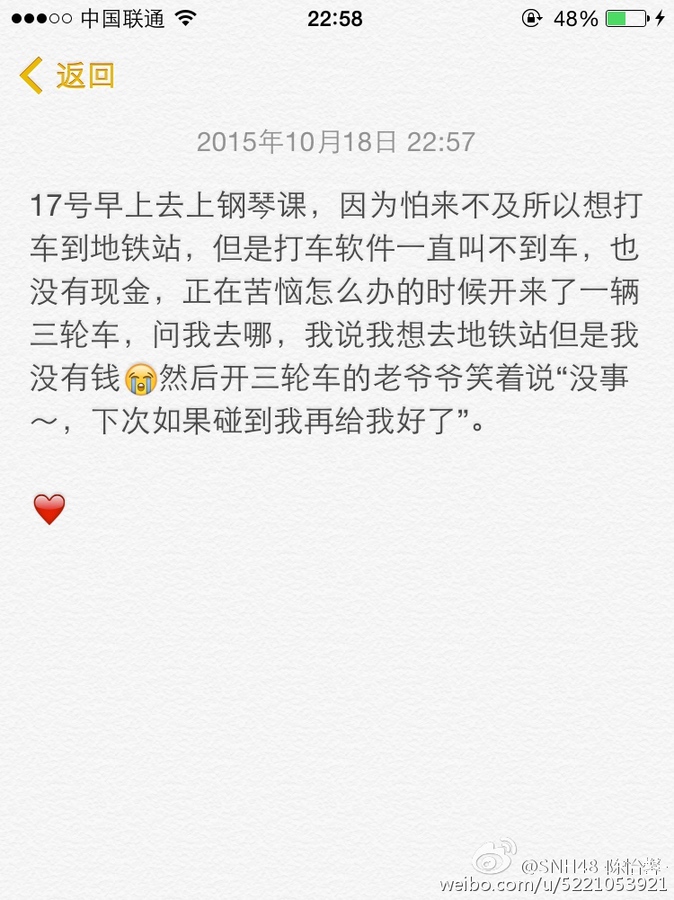 中国联通 22:58 48%
返回
2015年10月18日 22:57
17号早上去上钢琴课，因为怕来不及所以想打
车到地铁站，但是打车软件一直叫不到车，也
没有现金，正在苦恼怎么办的时候开来了一辆
三轮车，问我去哪，我说我想去地铁站但是我
没有钱😭然后开三轮车的老爷爷笑着说“没事
～，下次如果碰到我再给我好了”。
❤️
@SNH48
weibo.com/u/5221053921